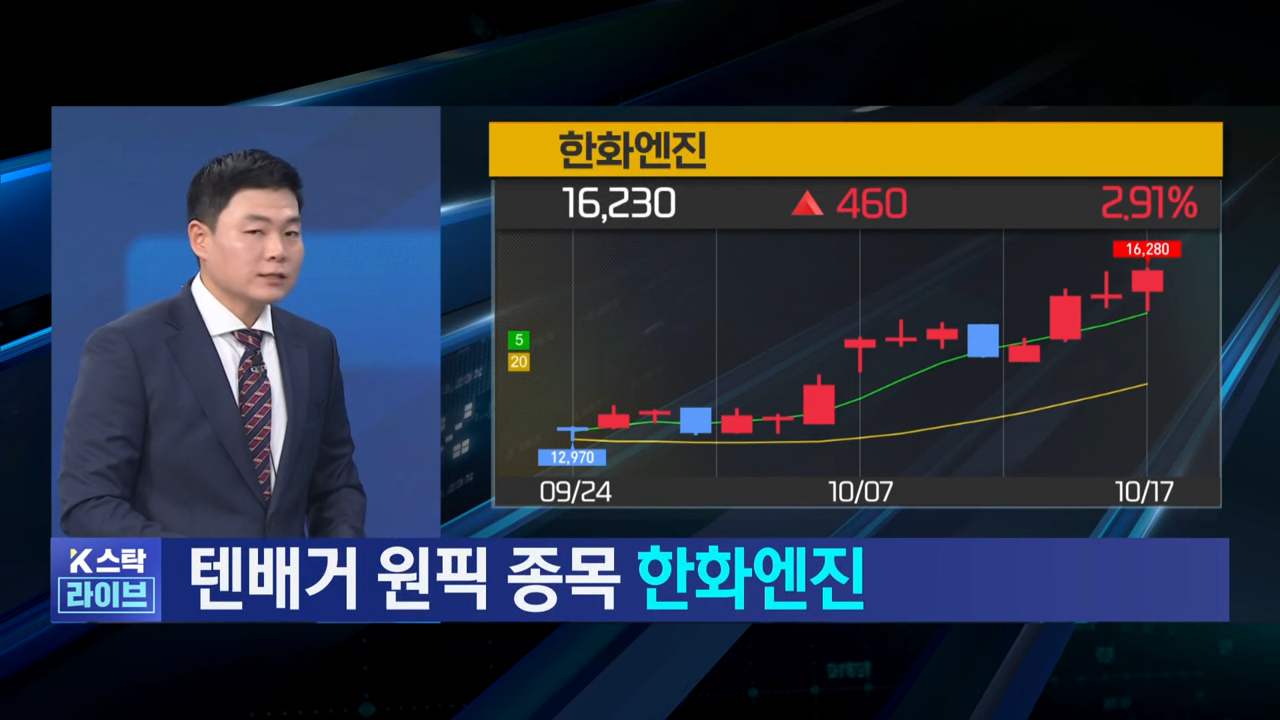 한화엔진
16,230 ▲ 460 2.91%
16,280
5
20
12,970
09/24 10/07 10/17
K스탁
라이브
텐배거 원픽 종목 한화엔진